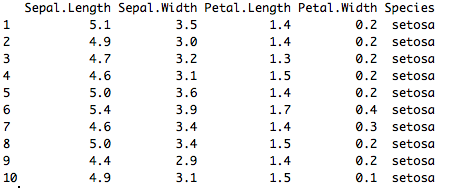 Sepal.Length Sepal.Width Petal.Length Petal.Width Species
1 5.1 3.5 1.4 0.2 setosa
2 4.9 3.0 1.4 0.2 setosa
3 4.7 3.2 1.3 0.2 setosa
4 4.6 3.1 1.5 0.2 setosa
5 5.0 3.6 1.4 0.2 setosa
6 5.4 3.9 1.7 0.4 setosa
7 4.6 3.4 1.4 0.3 setosa
8 5.0 3.4 1.5 0.2 setosa
9 4.4 2.9 1.4 0.2 setosa
10 4.9 3.1 1.5 0.1 setosa